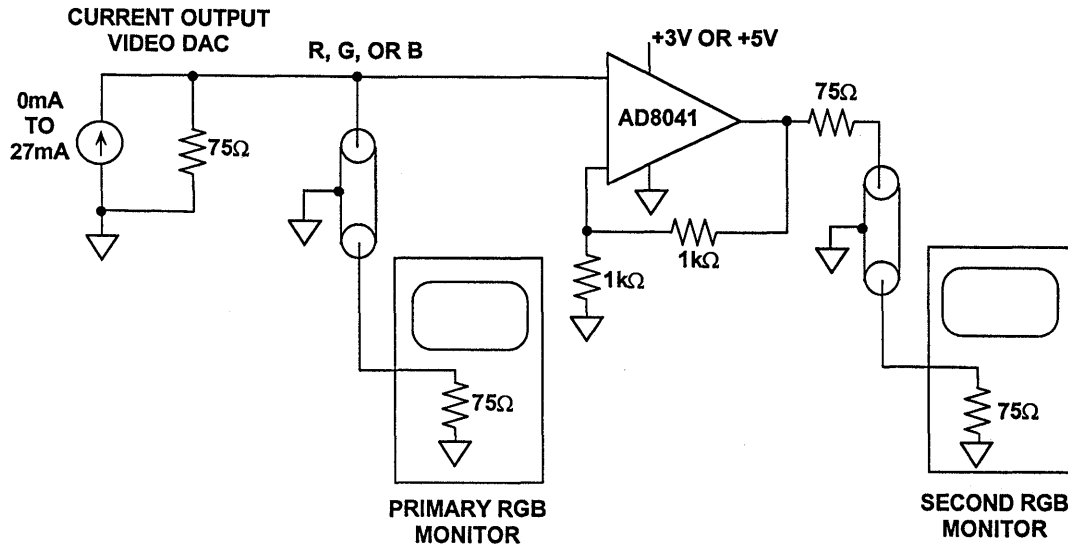 CURRENT OUTPUT
VIDEO DAC
R, G, OR B
+3V OR +5V
0mA
TO
27mA
75Ω
AD8041
75Ω
1kΩ
1kΩ
75Ω
75Ω
PRIMARY RGB
MONITOR
SECOND RGB
MONITOR